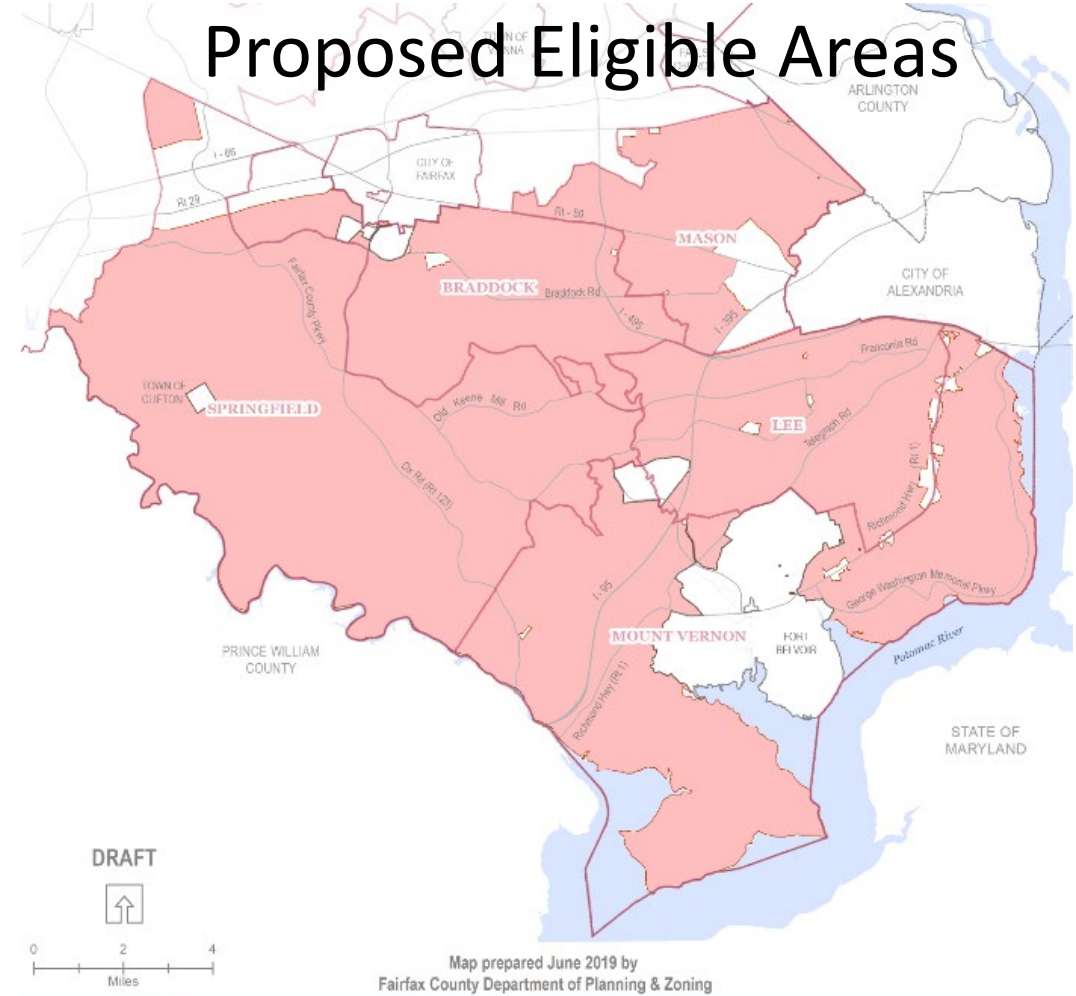 Proposed Eligible Areas
TOWN OF
ARLINGTON
COUNTY
CITY OF
FAIRFAX
I - 66
Rt 29
Rt - 50
MASON
BRADDOCK
Braddock Rd
CITY OF
ALEXANDRIA
Fairfax County Pkwy
I - 495
I - 395
Franconia Rd
TOWN OF
CLIFTON
SPRINGFIELD
Old Keene Mill Rd
LEE
Telegraph Rd
Ox Rd (Rt 123)
Richmond Hwy (Rt 1)
I - 95
George Washington Memorial Pkwy
MOUNT VERNON
FORT
BELVOIR
Potomac River
PRINCE WILLIAM
COUNTY
Richmond Hwy (Rt 1)
STATE OF
MARYLAND
DRAFT
0 2 4
Miles
Map prepared June 2019 by
Fairfax County Department of Planning & Zoning